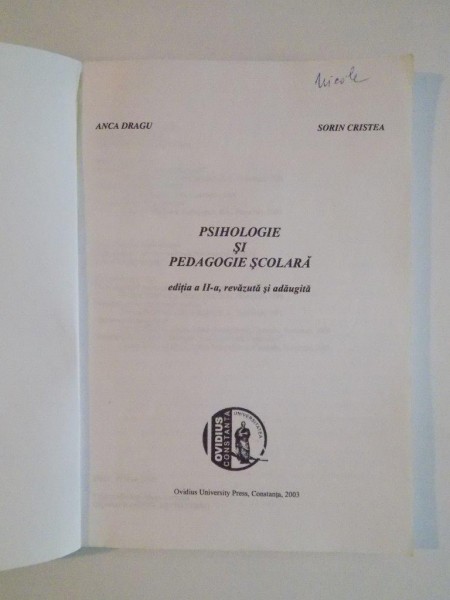 Nicole
ANCA DRAGU SORIN CRISTEA
PSIHOLOGIE
ŞI
PEDAGOGIE ŞCOLARĂ
ediţia a II-a, revăzută şi adăugită
OVIDIUS
CONSTANŢA
UNIVERSITATEA
Ovidius University Press, Constanţa, 2003